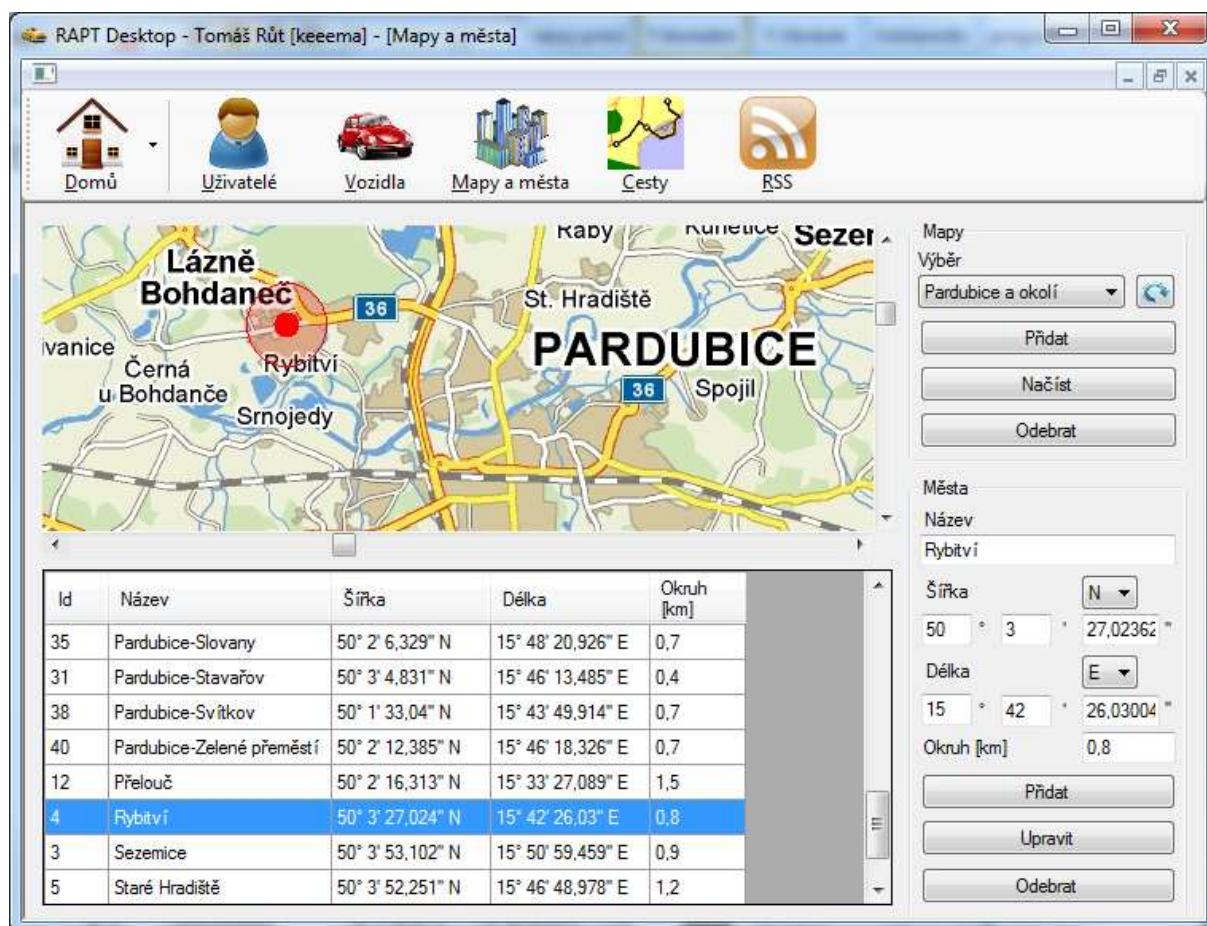 RAPT Desktop - Tomáš Růt [keeema] - [Mapy a města]
Domů
Uživatelé
Vozidla
Mapy a města
Cesty
RSS
Raby
Kunětice
Sezer
Lázně
Bohdaneč
36
St. Hradiště
ivanice
Černá
u Bohdanče
Rybitví
PARDUBICE
36
Spojil
Srnojedy
Mapy
Výběr
Pardubice a okolí
Přidat
Načíst
Odebrat
Města
Název
Rybitví
Šířka N
50 ° 3 ' 27,02362 "
Délka E
15 ° 42 ' 26,03004 "
Okruh [km] 0,8
Přidat
Upravit
Odebrat
Id Název Šířka Délka Okruh [km]
35 Pardubice-Slovany 50° 2' 6,329" N 15° 48' 20,926" E 0,7
31 Pardubice-Stavařov 50° 3' 4,831" N 15° 46' 13,485" E 0,4
38 Pardubice-Svítkov 50° 1' 33,04" N 15° 43' 49,914" E 0,7
40 Pardubice-Zelené přeměstí 50° 2' 12,385" N 15° 46' 18,326" E 0,7
12 Přelouč 50° 2' 16,313" N 15° 33' 27,089" E 1,5
4 Rybitví 50° 3' 27,024" N 15° 42' 26,03" E 0,8
3 Sezemice 50° 3' 53,102" N 15° 50' 59,459" E 0,9
5 Staré Hradiště 50° 3' 52,251" N 15° 46' 48,978" E 1,2